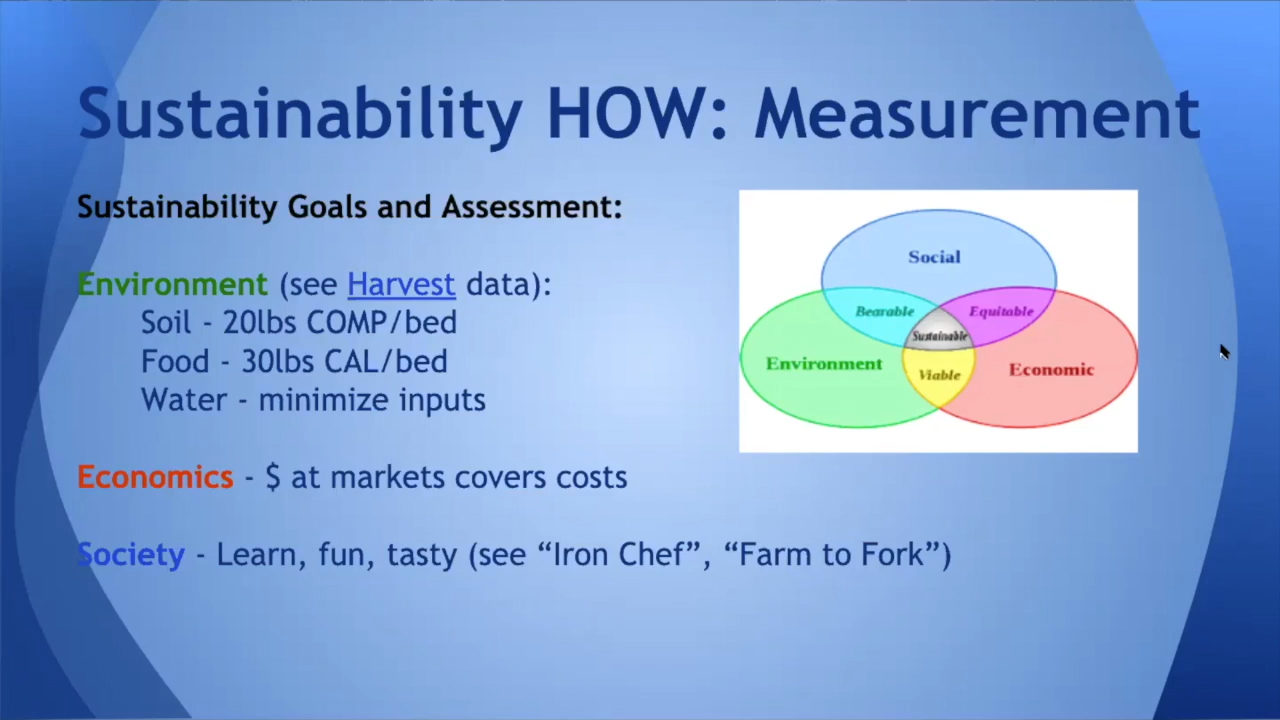 Sustainability HOW: Measurement
Sustainability Goals and Assessment:
Environment (see Harvest data):
Soil - 20lbs COMP/bed
Food - 30lbs CAL/bed
Water - minimize inputs
Economics - $ at markets covers costs
Society - Learn, fun, tasty (see “Iron Chef”, “Farm to Fork”)
Social
Bearable
Equitable
Sustainable
Environment
Viable
Economic